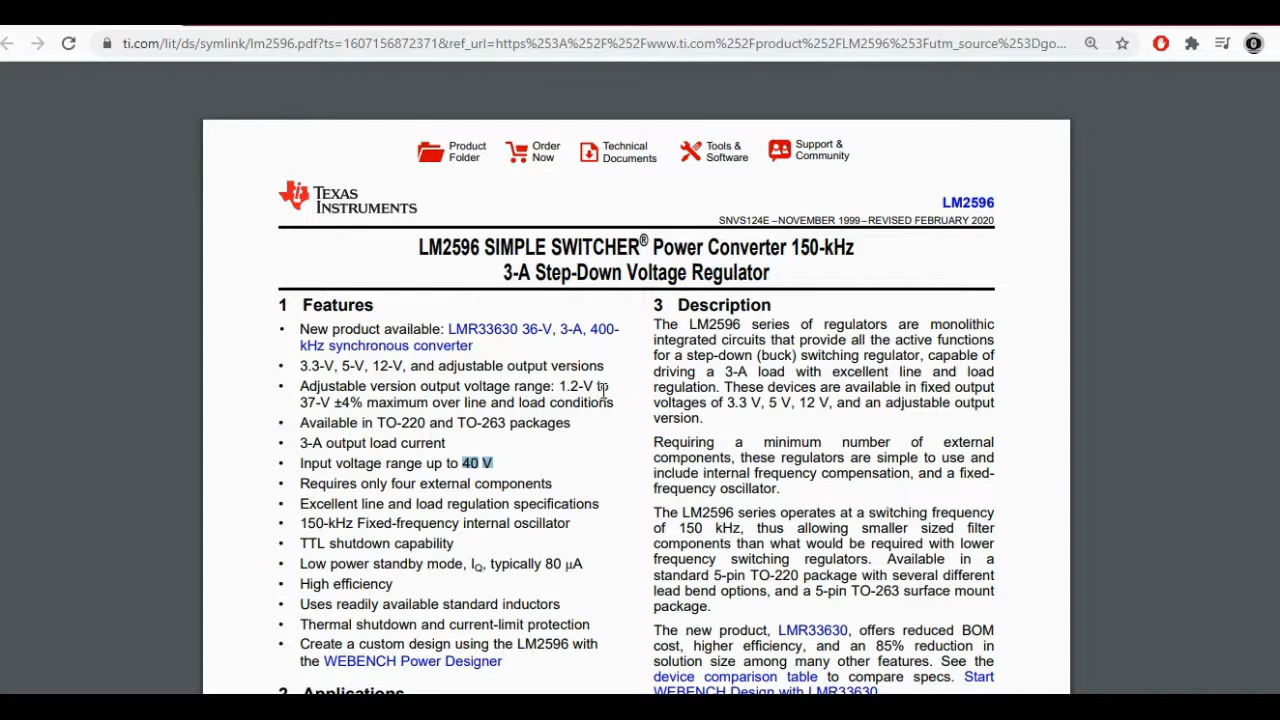 ti.com/lit/ds/symlink/lm2596.pdf?ts=1607156872371&ref_url=https%253A%252F%252Fwww.ti.com%252Fproduct%252FLM2596%253Futm_source%253Dgo...
Product
Folder
Order
Now
Technical
Documents
Tools &
Software
Support &
Community
TEXAS
INSTRUMENTS
LM2596
SNVS124E –NOVEMBER 1999–REVISED FEBRUARY 2020
LM2596 SIMPLE SWITCHER® Power Converter 150-kHz
3-A Step-Down Voltage Regulator
1 Features
• New product available: LMR33630 36-V, 3-A, 400-
kHz synchronous converter
• 3.3-V, 5-V, 12-V, and adjustable output versions
• Adjustable version output voltage range: 1.2-V to
37-V ±4% maximum over line and load conditions
• Available in TO-220 and TO-263 packages
• 3-A output load current
• Input voltage range up to 40 V
• Requires only four external components
• Excellent line and load regulation specifications
• 150-kHz Fixed-frequency internal oscillator
• TTL shutdown capability
• Low power standby mode, IQ, typically 80 μA
• High efficiency
• Uses readily available standard inductors
• Thermal shutdown and current-limit protection
• Create a custom design using the LM2596 with
the WEBENCH Power Designer
2 Applications
3 Description
The LM2596 series of regulators are monolithic
integrated circuits that provide all the active functions
for a step-down (buck) switching regulator, capable of
driving a 3-A load with excellent line and load
regulation. These devices are available in fixed output
voltages of 3.3 V, 5 V, 12 V, and an adjustable output
version.
Requiring a minimum number of external
components, these regulators are simple to use and
include internal frequency compensation, and a fixed-
frequency oscillator.
The LM2596 series operates at a switching frequency
of 150 kHz, thus allowing smaller sized filter
components than what would be required with lower
frequency switching regulators. Available in a
standard 5-pin TO-220 package with several different
lead bend options, and a 5-pin TO-263 surface mount
package.
The new product, LMR33630, offers reduced BOM
cost, higher efficiency, and an 85% reduction in
solution size among many other features. See the
device comparison table to compare specs. Start
WEBENCH Design with LMR33630